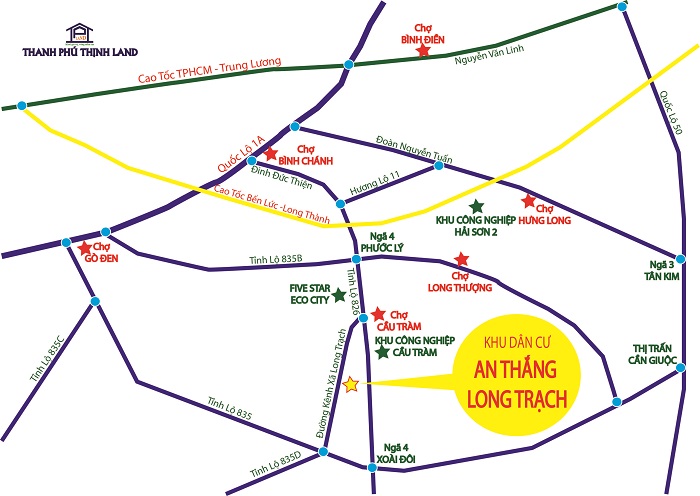 LAND
THANH PHÚ THỊNH LAND
Chợ
BÌNH ĐIỀN
Nguyễn Văn Linh
Cao Tốc TPHCM - Trung Lương
Quốc Lộ 50
Quốc Lộ 1A
Chợ
BÌNH CHÁNH
Đinh Đức Thiện
Đoàn Nguyễn Tuấn
Hương Lộ 11
Cao Tốc Bến Lức -Long Thành
KHU CÔNG NGHIỆP
HẢI SƠN 2
Chợ
HƯNG LONG
Chợ
GÒ ĐEN
Tỉnh Lộ 835B
Ngã 4
PHƯỚC LÝ
Chợ
LONG THƯỢNG
Ngã 3
TÂN KIM
FIVE STAR
ECO CITY
Tỉnh Lộ 826
Chợ
CẦU TRÀM
KHU CÔNG NGHIỆP
CẦU TRÀM
KHU DÂN CƯ
AN THẮNG
LONG TRẠCH
THỊ TRẤN
CẦN GIUỘC
Tỉnh Lộ 835C
Đường Kênh Xã Long Trạch
Tỉnh Lộ 835
Tỉnh Lộ 835D
Ngã 4
XOÀI ĐÔI